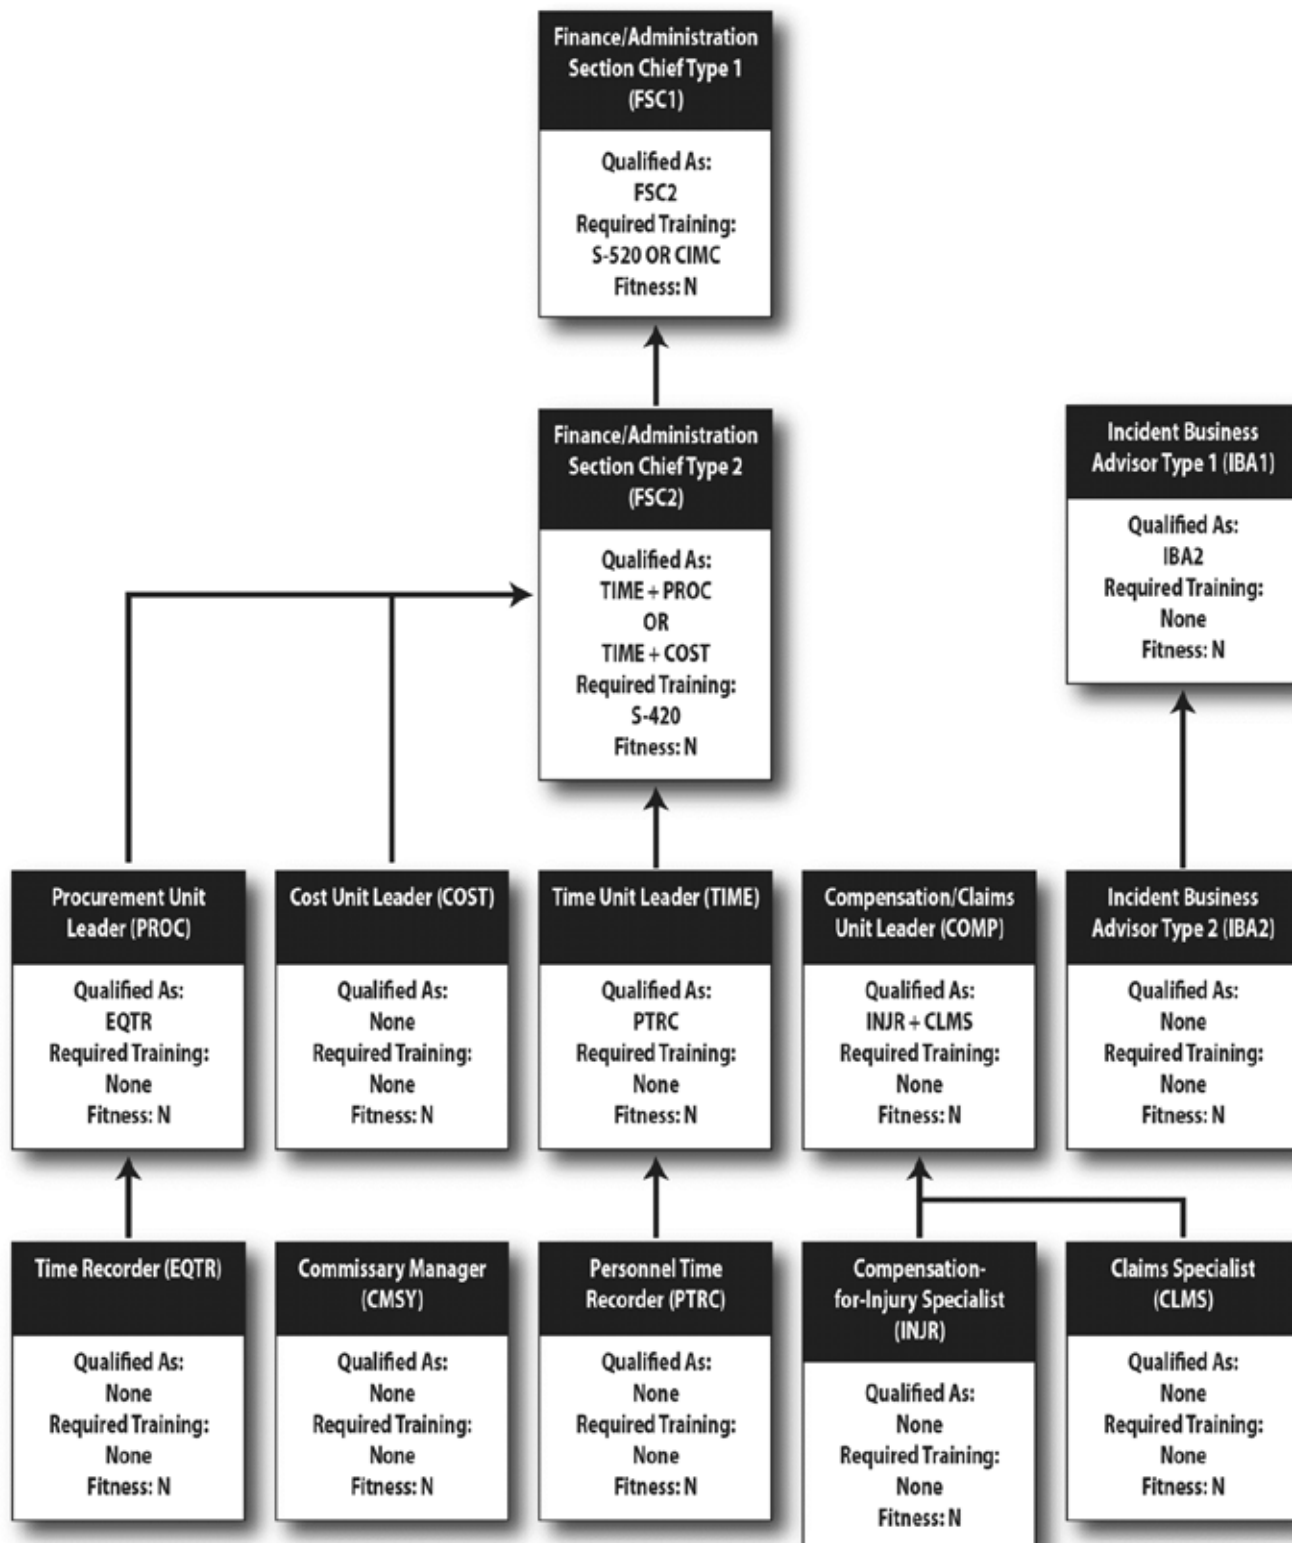 Finance/Administration
Section Chief Type 1
(FSC1)
Qualified As:
FSC2
Required Training:
S-520 OR CIMC
Fitness: N
Finance/Administration
Section Chief Type 2
(FSC2)
Qualified As:
TIME + PROC
OR
TIME + COST
Required Training:
S-420
Fitness: N
Incident Business
Advisor Type 1 (IBA1)
Qualified As:
IBA2
Required Training:
None
Fitness: N
Procurement Unit
Leader (PROC)
Qualified As:
EQTR
Required Training:
None
Fitness: N
Cost Unit Leader (COST)
Qualified As:
None
Required Training:
None
Fitness: N
Time Unit Leader (TIME)
Qualified As:
PTRC
Required Training:
None
Fitness: N
Compensation/Claims
Unit Leader (COMP)
Qualified As:
INJR + CLMS
Required Training:
None
Fitness: N
Incident Business
Advisor Type 2 (IBA2)
Qualified As:
None
Required Training:
None
Fitness: N
Time Recorder (EQTR)
Qualified As:
None
Required Training:
None
Fitness: N
Commissary Manager
(CMSY)
Qualified As:
None
Required Training:
None
Fitness: N
Personnel Time
Recorder (PTRC)
Qualified As:
None
Required Training:
None
Fitness: N
Compensation-
for-Injury Specialist
(INJR)
Qualified As:
None
Required Training:
None
Fitness: N
Claims Specialist
(CLMS)
Qualified As:
None
Required Training:
None
Fitness: N